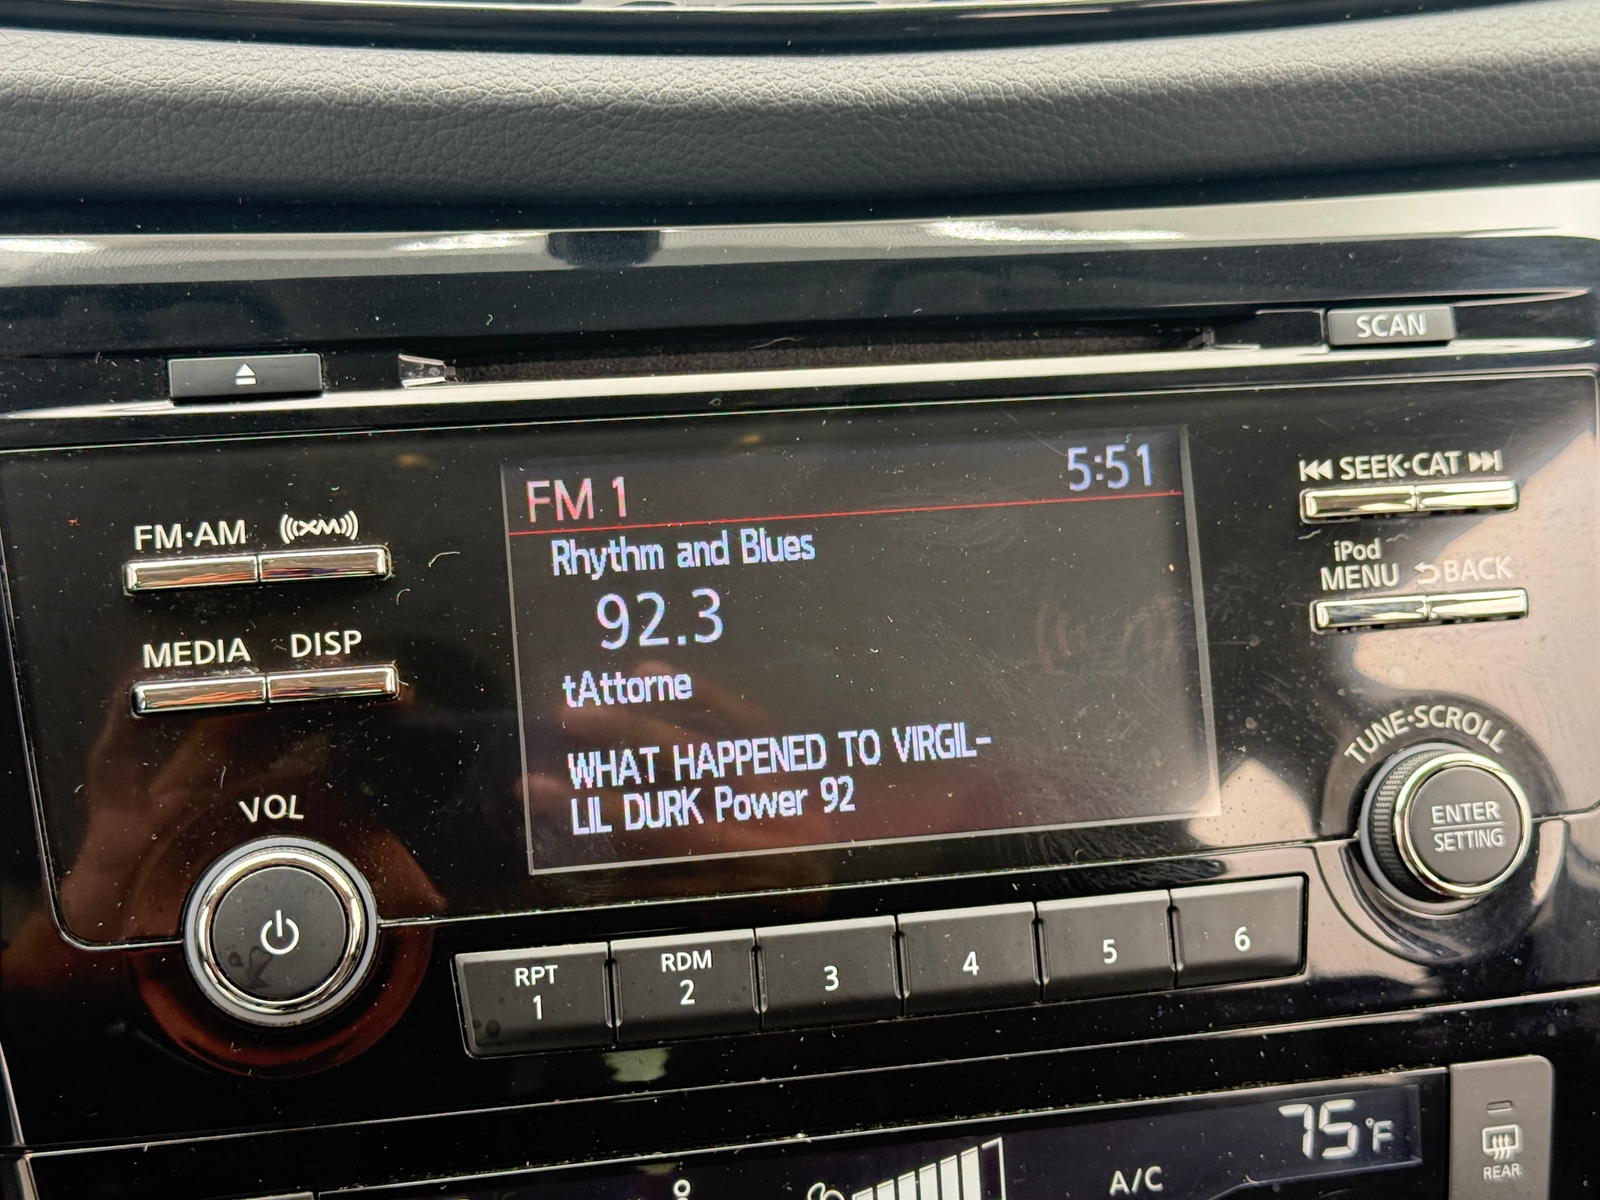 SCAN
FM 1 5:51
Rhythm and Blues
92.3
tAttorne
WHAT HAPPENED TO VIRGIL-
LIL DURK Power 92
FM·AM ((XM))
MEDIA DISP
VOL
SEEK·CAT
iPod
MENU BACK
TUNE·SCROLL
ENTER
SETTING
RPT
1
RDM
2
3
4
5
6
75°F
A/C
REAR